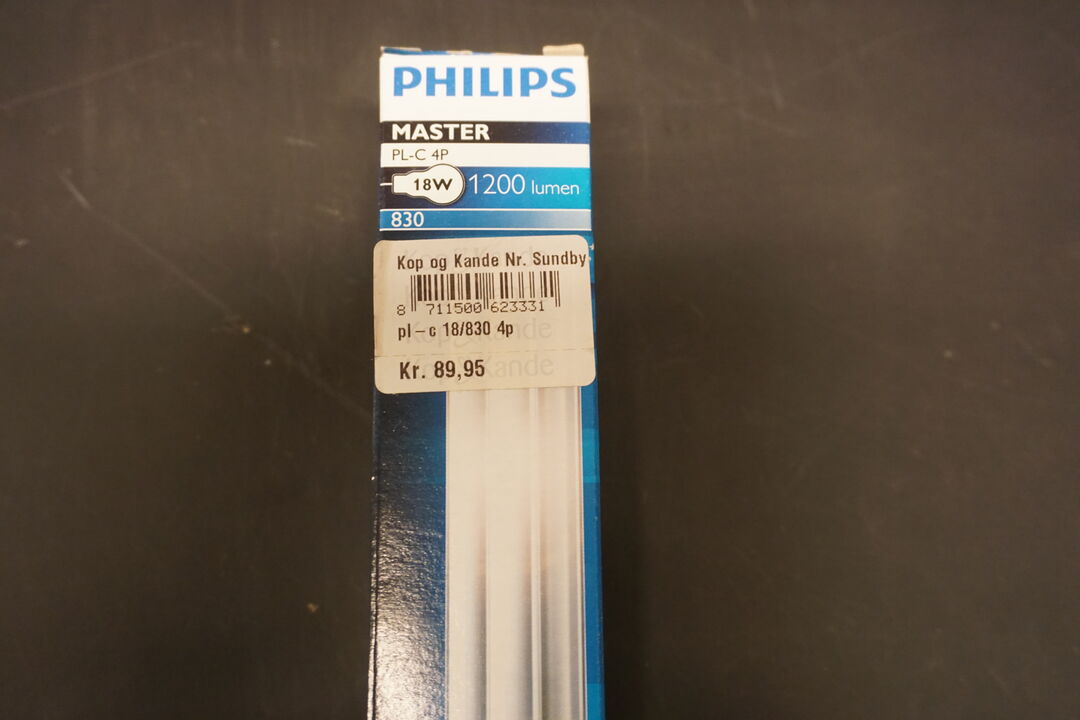 PHILIPS
MASTER
PL-C 4P
18W 1200 lumen
830
Kop og Kande Nr. Sundby
8 711500 623331
pl-c 18/830 4p
Kr. 89,95